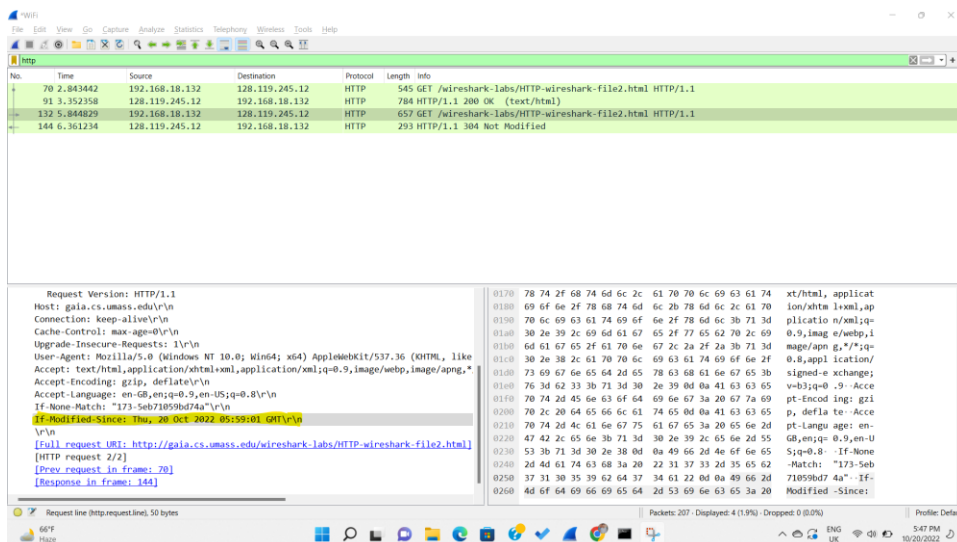 *WiFi
File Edit View Go Capture Analyze Statistics Telephony Wireless Tools Help
http
No. Time Source Destination Protocol Length Info
70 2.843442 192.168.18.132 128.119.245.12 HTTP 545 GET /wireshark-labs/HTTP-wireshark-file2.html HTTP/1.1
91 3.352358 128.119.245.12 192.168.18.132 HTTP 784 HTTP/1.1 200 OK (text/html)
132 5.844829 192.168.18.132 128.119.245.12 HTTP 657 GET /wireshark-labs/HTTP-wireshark-file2.html HTTP/1.1
144 6.361234 128.119.245.12 192.168.18.132 HTTP 293 HTTP/1.1 304 Not Modified
Request Version: HTTP/1.1
Host: gaia.cs.umass.edu\r\n
Connection: keep-alive\r\n
Cache-Control: max-age=0\r\n
Upgrade-Insecure-Requests: 1\r\n
User-Agent: Mozilla/5.0 (Windows NT 10.0; Win64; x64) AppleWebKit/537.36 (KHTML, like
Accept: text/html,application/xhtml+xml,application/xml;q=0.9,image/webp,image/apng,*
Accept-Encoding: gzip, deflate\r\n
Accept-Language: en-GB,en;q=0.9,en-US;q=0.8\r\n
If-None-Match: "173-5eb71059bd74a"\r\n
If-Modified-Since: Thu, 20 Oct 2022 05:59:01 GMT\r\n
\r\n
[Full request URI: http://gaia.cs.umass.edu/wireshark-labs/HTTP-wireshark-file2.html]
[HTTP request 2/2]
[Prev request in frame: 70]
[Response in frame: 144]
0170 78 74 2f 68 74 6d 6c 2c 61 70 70 6c 69 63 61 74 xt/html, applicat
0180 69 6f 6e 2f 78 68 74 6d 6c 2b 78 6d 6c 2c 61 70 ion/xhtm l+xml,ap
0190 70 6c 69 63 61 74 69 6f 6e 2f 78 6d 6c 3b 71 3d plicatio n/xml;q=
01a0 30 2e 39 2c 69 6d 61 67 65 2f 77 65 62 70 2c 69 0.9,imag e/webp,i
01b0 6d 61 67 65 2f 61 70 6e 67 2c 2a 2f 2a 3b 71 3d mage/apn g,*/*;q=
01c0 30 2e 38 2c 61 70 70 6c 69 63 61 74 69 6f 6e 2f 0.8,appl ication/
01d0 73 69 67 6e 65 64 2d 65 78 63 68 61 6e 67 65 3b signed-e xchange;
01e0 76 3d 62 33 3b 71 3d 30 2e 39 0d 0a 41 63 63 65 v=b3;q=0 .9··Acce
01f0 70 74 2d 45 6e 63 6f 64 69 6e 67 3a 20 67 7a 69 pt-Encod ing: gzi
0200 70 2c 20 64 65 66 6c 61 74 65 0d 0a 41 63 63 65 p, defla te··Acce
0210 70 74 2d 4c 61 6e 67 75 61 67 65 3a 20 65 6e 2d pt-Langu age: en-
0220 47 42 2c 65 6e 3b 71 3d 30 2e 39 2c 65 6e 2d 55 GB,en;q= 0.9,en-U
0230 53 3b 71 3d 30 2e 38 0d 0a 49 66 2d 4e 6f 6e 65 S;q=0.8· ·If-None
0240 2d 4d 61 74 63 68 3a 20 22 31 37 33 2d 35 65 62 -Match: "173-5eb
0250 37 31 30 35 39 62 64 37 34 61 22 0d 0a 49 66 2d 71059bd7 4a"··If-
0260 4d 6f 64 69 66 69 65 64 2d 53 69 6e 63 65 3a 20 Modified -Since:
Request line (http.request.line), 50 bytes
Packets: 207 · Displayed: 4 (1.9%) · Dropped: 0 (0.0%)
Profile: Defa
66°F
Haze
ENG
UK
5:47 PM
10/20/2022